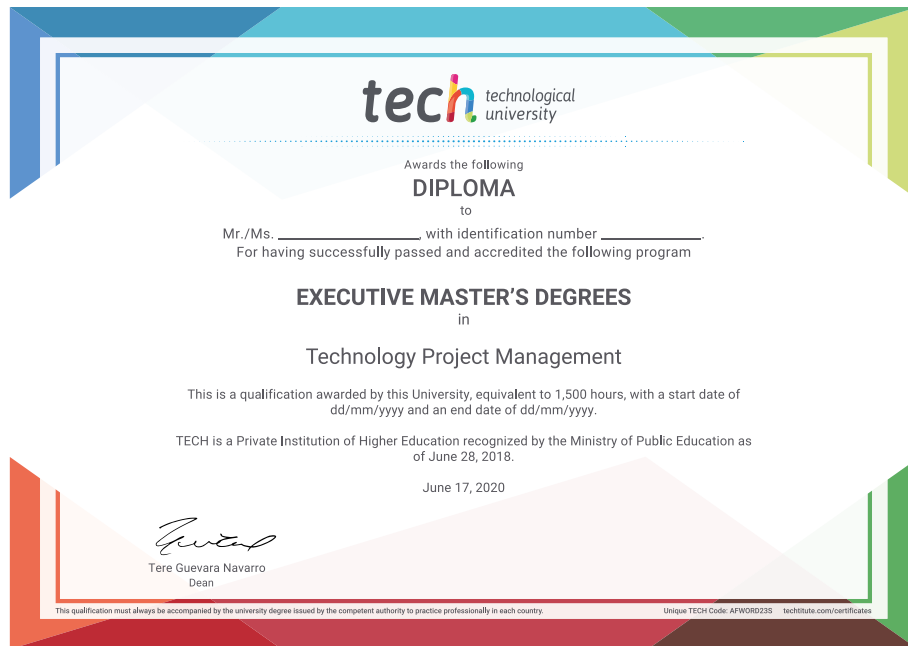 tech technological
university
Awards the following
DIPLOMA
to
Mr./Ms. ____________________, with identification number ______________.
For having successfully passed and accredited the following program
EXECUTIVE MASTER'S DEGREES
in
Technology Project Management
This is a qualification awarded by this University, equivalent to 1,500 hours, with a start date of
dd/mm/yyyy and an end date of dd/mm/yyyy.
TECH is a Private Institution of Higher Education recognized by the Ministry of Public Education as
of June 28, 2018.
June 17, 2020
Tere Guevara Navarro
Dean
This qualification must always be accompanied by the university degree issued by the competent authority to practice professionally in each country. Unique TECH Code: AFWORD23S techtitute.com/certificates